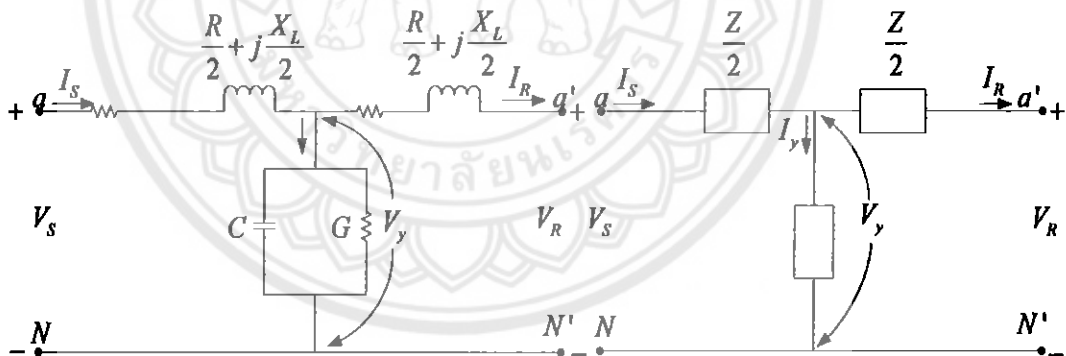 R/2 + j X_L/2
R/2 + j X_L/2
Z/2
Z/2
+ a I_S I_R a' +
a I_S I_R a' +
I_y
V_S C G V_y V_R
V_S V_y V_R
- N N' -
N N' -